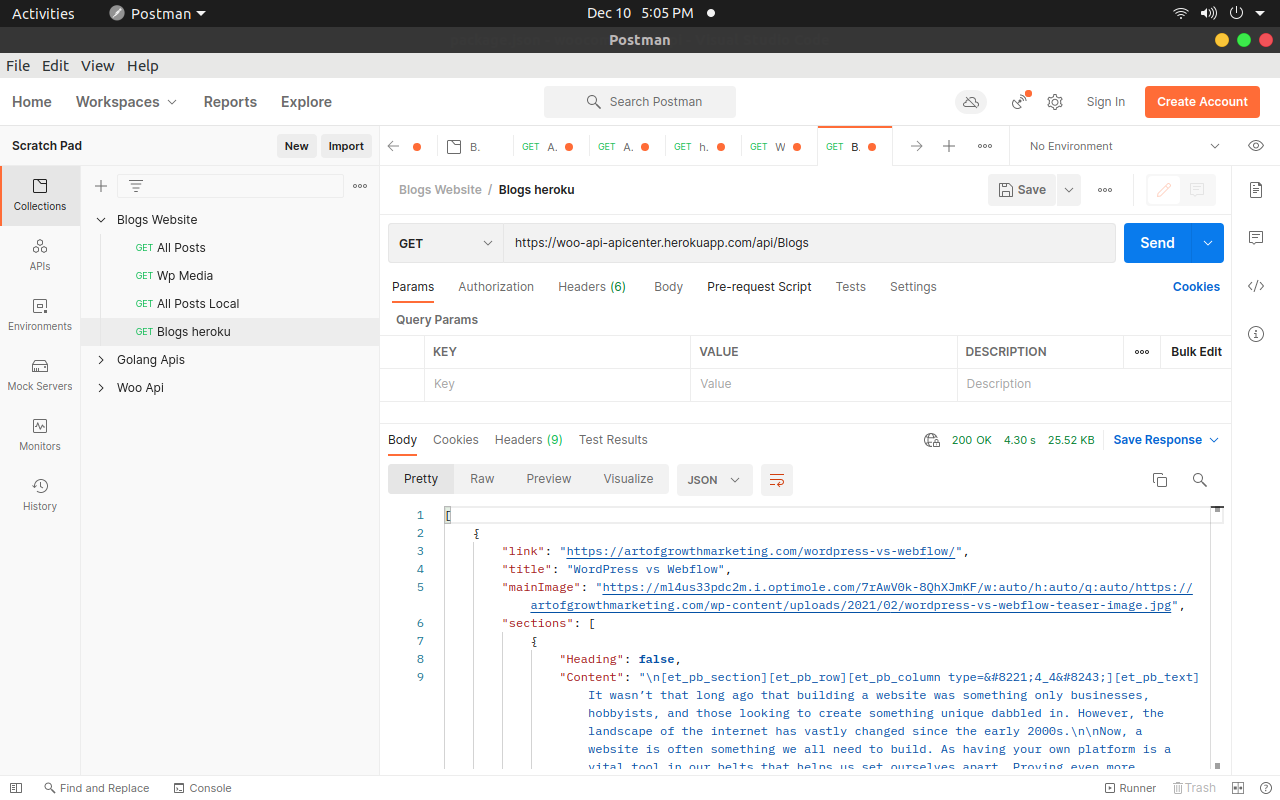 Activities Postman Dec 10 5:05 PM
Postman
File Edit View Help
Home Workspaces Reports Explore Search Postman Sign In Create Account
Scratch Pad New Import
B. GET A. GET A. GET h. GET W GET B. No Environment
Collections
APIs
Environments
Mock Servers
Monitors
History
Blogs Website
GET All Posts
GET Wp Media
GET All Posts Local
GET Blogs heroku
Golang Apis
Woo Api
Blogs Website / Blogs heroku Save
GET https://woo-api-apicenter.herokuapp.com/api/Blogs Send
Params Authorization Headers (6) Body Pre-request Script Tests Settings Cookies
Query Params
KEY VALUE DESCRIPTION Bulk Edit
Key Value Description
Body Cookies Headers (9) Test Results 200 OK 4.30 s 25.52 KB Save Response
Pretty Raw Preview Visualize JSON
1 [
2 {
3 "link": "https://artofgrowthmarketing.com/wordpress-vs-webflow/",
4 "title": "WordPress vs Webflow",
5 "mainImage": "https://ml4us33pdc2m.i.optimole.com/7rAwV0k-8QhXJmKF/w:auto/h:auto/q:auto/https://
artofgrowthmarketing.com/wp-content/uploads/2021/02/wordpress-vs-webflow-teaser-image.jpg",
6 "sections": [
7 {
8 "Heading": false,
9 "Content": "\n[et_pb_section][et_pb_row][et_pb_column type=&#8221;4_4&#8243;][et_pb_text]
It wasn’t that long ago that building a website was something only businesses,
hobbyists, and those looking to create something unique dabbled in. However, the
landscape of the internet has vastly changed since the early 2000s.\n\nNow, a
website is often something we all need to build. As having your own platform is a
vital tool in our belts that helps us set ourselves apart. Proving even more
Find and Replace Console Runner Trash